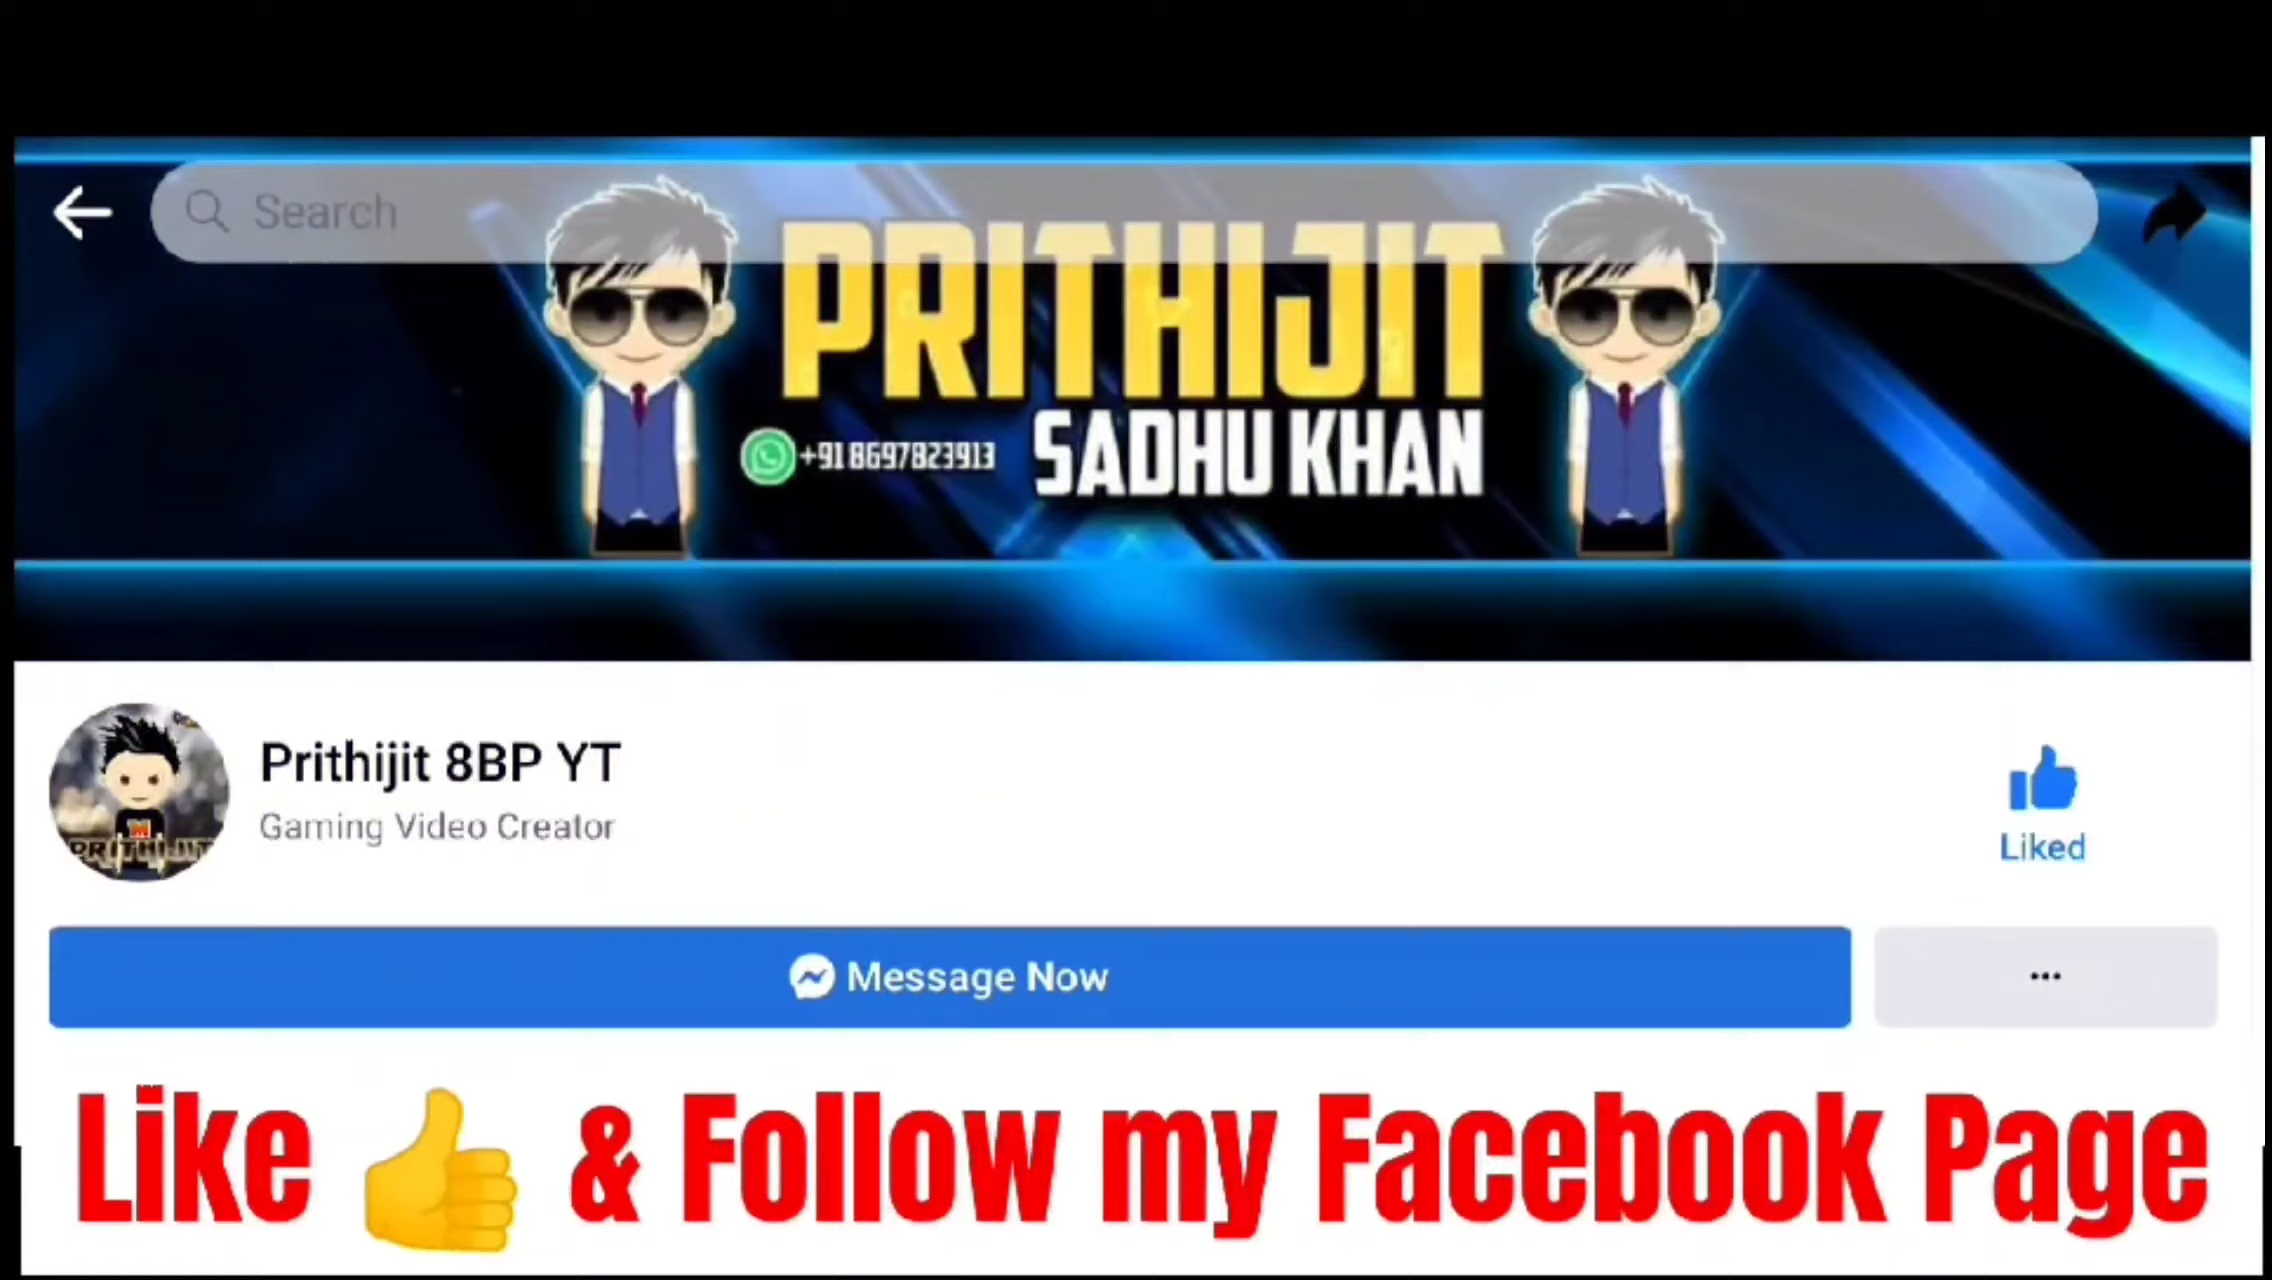 Search
PRITHIJIT
+918697823913 SADHU KHAN
Prithijit 8BP YT
Gaming Video Creator
PRITHIJIT
Liked
Message Now
Like 👍 & Follow my Facebook Page